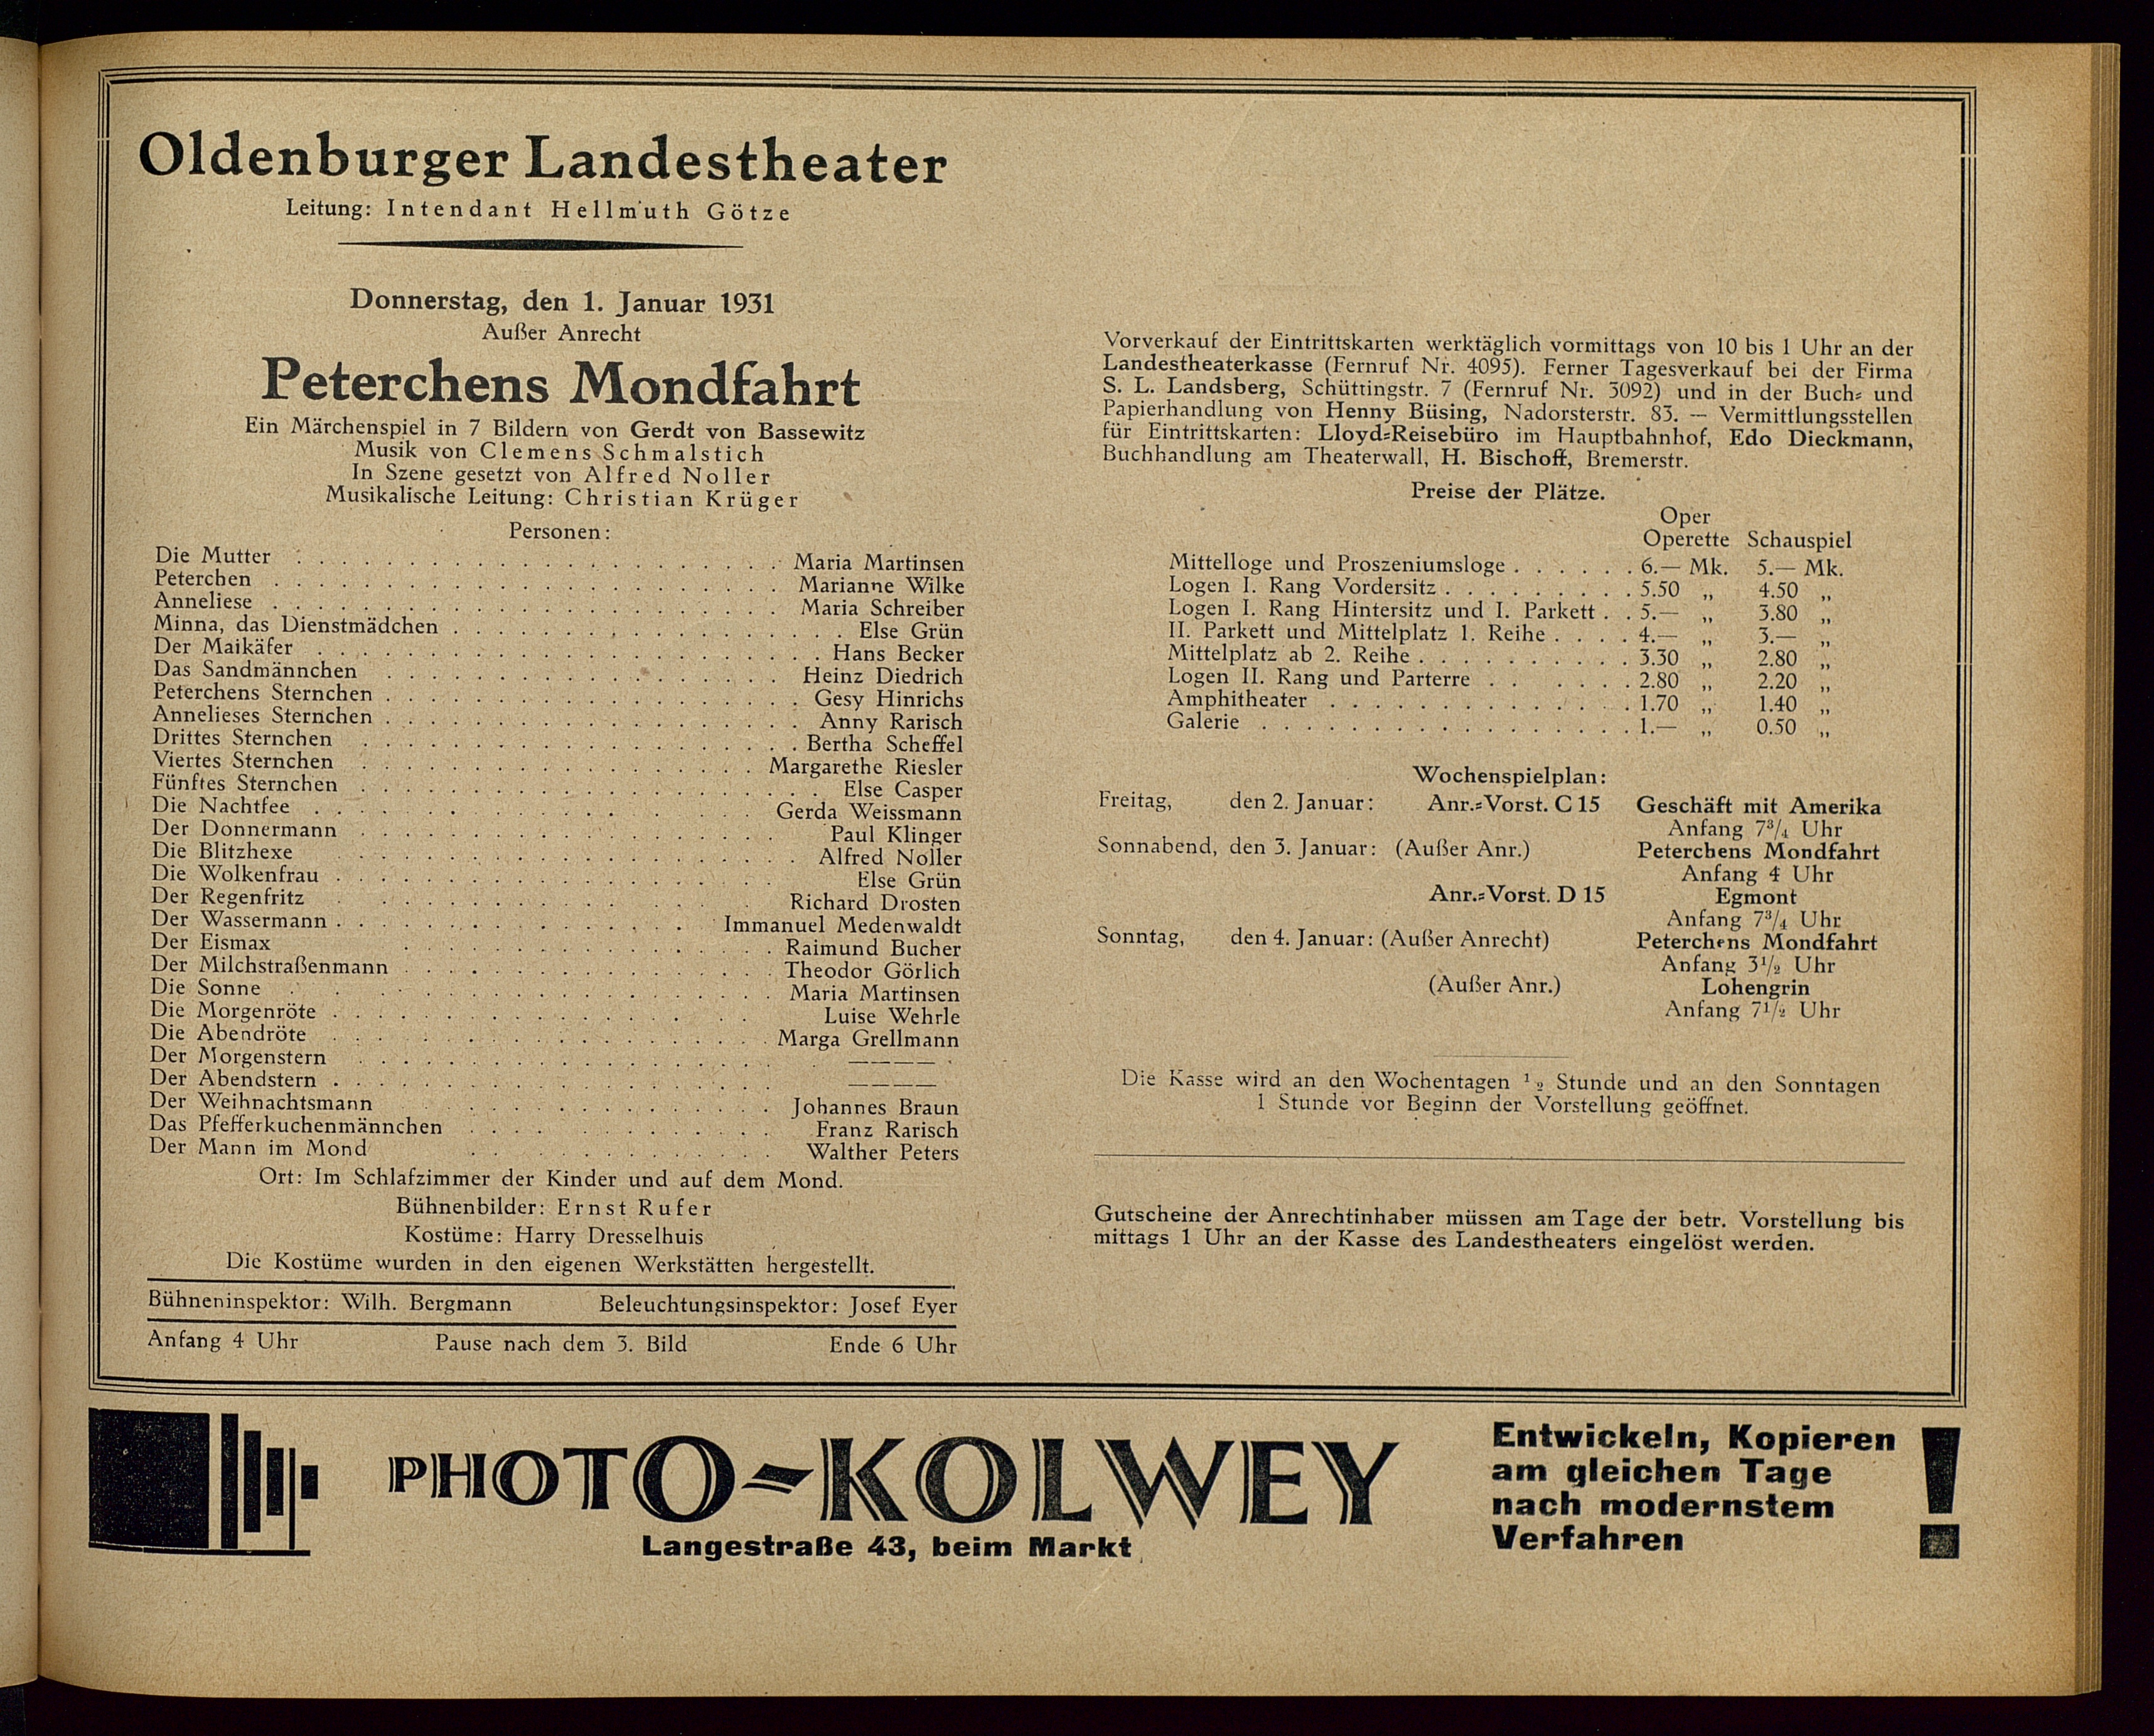 Oldenburger Landestheater
Leitung: Intendant Hellmuth Götze
Donnerstag, den 1. Januar 1931
Außer Anrecht
Peterchens Mondfahrt
Ein Märchenspiel in 7 Bildern von Gerdt von Bassewitz
Musik von Clemens Schmalstich
In Szene gesetzt von Alfred Noller
Musikalische Leitung: Christian Krüger
Personen:
Die Mutter . . . . . Maria Martinsen
Peterchen . . . . . Marianne Wilke
Anneliese . . . . . Maria Schreiber
Minna, das Dienstmädchen . . . . . Else Grün
Der Maikäfer . . . . . Hans Becker
Das Sandmännchen . . . . . Heinz Diedrich
Peterchens Sternchen . . . . . Gesy Hinrichs
Annelieses Sternchen . . . . . Anny Rarisch
Drittes Sternchen . . . . . Bertha Scheffel
Viertes Sternchen . . . . . Margarethe Riesler
Fünftes Sternchen . . . . . Else Casper
Die Nachtfee . . . . . Gerda Weissmann
Der Donnermann . . . . . Paul Klinger
Die Blitzhexe . . . . . Alfred Noller
Die Wolkenfrau . . . . . Else Grün
Der Regenfritz . . . . . Richard Drosten
Der Wassermann . . . . . Immanuel Medenwaldt
Der Eismax . . . . . Raimund Bucher
Der Milchstraßenmann . . . . . Theodor Görlich
Die Sonne . . . . . Maria Martinsen
Die Morgenröte . . . . . Luise Wehrle
Die Abendröte . . . . . Marga Grellmann
Der Morgenstern . . . . . ————
Der Abendstern . . . . . ————
Der Weihnachtsmann . . . . . Johannes Braun
Das Pfefferkuchenmännchen . . . . . Franz Rarisch
Der Mann im Mond . . . . . Walther Peters
Ort: Im Schlafzimmer der Kinder und auf dem Mond.
Bühnenbilder: Ernst Rufer
Kostüme: Harry Dresselhuis
Die Kostüme wurden in den eigenen Werkstätten hergestellt.
Bühneninspektor: Wilh. Bergmann Beleuchtungsinspektor: Josef Eyer
Anfang 4 Uhr Pause nach dem 3. Bild Ende 6 Uhr
Vorverkauf der Eintrittskarten werktäglich vormittags von 10 bis 1 Uhr an der
Landestheaterkasse (Fernruf Nr. 4095). Ferner Tagesverkauf bei der Firma
S. L. Landsberg, Schüttingstr. 7 (Fernruf Nr. 3092) und in der Buch- und
Papierhandlung von Henny Büsing, Nadorsterstr. 83. — Vermittlungsstellen
für Eintrittskarten: Lloyd-Reisebüro im Hauptbahnhof, Edo Dieckmann,
Buchhandlung am Theaterwall, H. Bischoff, Bremerstr.
Preise der Plätze.
Oper
Operette Schauspiel
Mittelloge und Proszeniumsloge . . . . . 6.— Mk. 5.— Mk.
Logen I. Rang Vordersitz . . . . . 5.50 „ 4.50 „
Logen I. Rang Hintersitz und I. Parkett . . 5.— „ 3.80 „
II. Parkett und Mittelplatz 1. Reihe . . . . 4.— „ 3.— „
Mittelplatz ab 2. Reihe . . . . . 3.30 „ 2.80 „
Logen II. Rang und Parterre . . . . . 2.80 „ 2.20 „
Amphitheater . . . . . 1.70 „ 1.40 „
Galerie . . . . . 1.— „ 0.50 „
Wochenspielplan:
Freitag, den 2. Januar: Anr.-Vorst. C 15 Geschäft mit Amerika
Anfang 7³/₄ Uhr
Sonnabend, den 3. Januar: (Außer Anr.) Peterchens Mondfahrt
Anfang 4 Uhr
Anr.-Vorst. D 15 Egmont
Anfang 7³/₄ Uhr
Sonntag, den 4. Januar: (Außer Anrecht) Peterchens Mondfahrt
Anfang 3¹/₂ Uhr
(Außer Anr.) Lohengrin
Anfang 7¹/₂ Uhr
Die Kasse wird an den Wochentagen ¹/₂ Stunde und an den Sonntagen
1 Stunde vor Beginn der Vorstellung geöffnet.
Gutscheine der Anrechtinhaber müssen am Tage der betr. Vorstellung bis
mittags 1 Uhr an der Kasse des Landestheaters eingelöst werden.
PHOTO-KOLWEY
Langestraße 43, beim Markt
Entwickeln, Kopieren
am gleichen Tage
nach modernstem
Verfahren
!